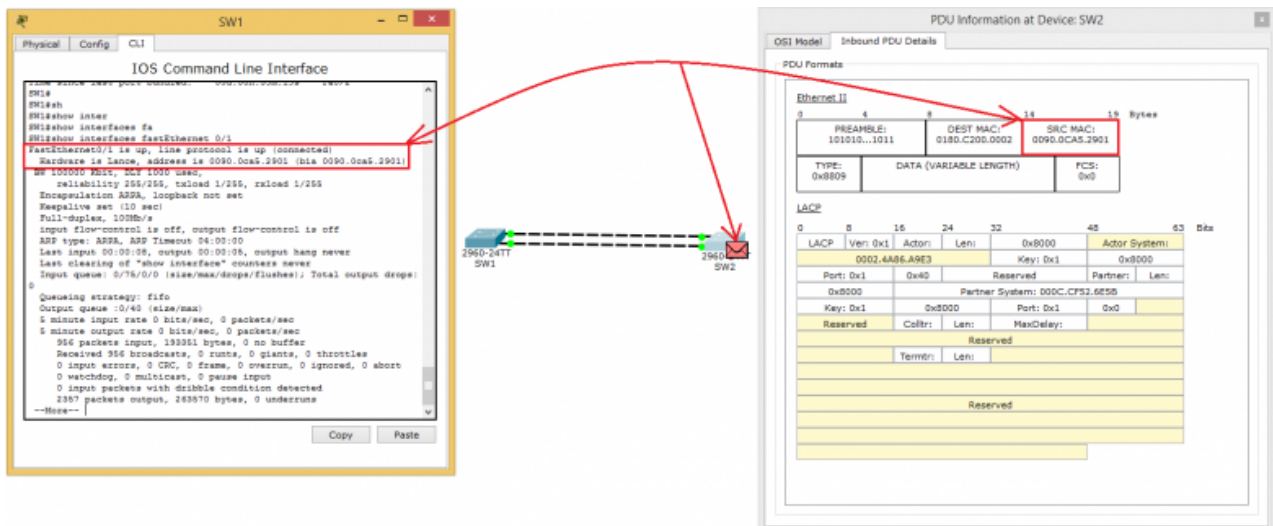 SW1
Physical Config CLI
IOS Command Line Interface
SW1#
SW1#sh
SW1#show inter
SW1#show interfaces fa
SW1#show interfaces fastEthernet 0/1
FastEthernet0/1 is up, line protocol is up (connected)
Hardware is Lance, address is 0090.0ca5.2901 (bia 0090.0ca5.2901)
BW 100000 Kbit, DLY 1000 usec,
reliability 255/255, txload 1/255, rxload 1/255
Encapsulation ARPA, loopback not set
Keepalive set (10 sec)
Full-duplex, 100Mb/s
input flow-control is off, output flow-control is off
ARP type: ARPA, ARP Timeout 04:00:00
Last input 00:00:08, output 00:00:05, output hang never
Last clearing of "show interface" counters never
Input queue: 0/75/0/0 (size/max/drops/flushes); Total output drops:
0
Queueing strategy: fifo
Output queue :0/40 (size/max)
5 minute input rate 0 bits/sec, 0 packets/sec
5 minute output rate 0 bits/sec, 0 packets/sec
956 packets input, 193351 bytes, 0 no buffer
Received 956 broadcasts, 0 runts, 0 giants, 0 throttles
0 input errors, 0 CRC, 0 frame, 0 overrun, 0 ignored, 0 abort
0 watchdog, 0 multicast, 0 pause input
0 input packets with dribble condition detected
2357 packets output, 263570 bytes, 0 underruns
--More--
Copy Paste
2960-24TT
SW1
SW2
PDU Information at Device: SW2
OSI Model Inbound PDU Details
PDU Formats
Ethernet II
0 4 8 14 19 Bytes
PREAMBLE: DEST MAC: SRC MAC:
101010...1011 0180.C200.0002 0090.0CA5.2901
TYPE: DATA (VARIABLE LENGTH) FCS:
0x8809 0x0
LACP
0 8 16 24 32 48 63 Bits
LACP Ver: 0x1 Actor: Len: 0x8000 Actor System:
0002.4A86.A9E3 Key: 0x1 0x8000
Port: 0x1 0x40 Reserved Partner: Len:
0x8000 Partner System: 000C.CF52.6E5B
Key: 0x1 0x8000 Port: 0x1 0x0
Reserved Colltr: Len: MaxDelay:
Reserved
Termtr: Len:
Reserved